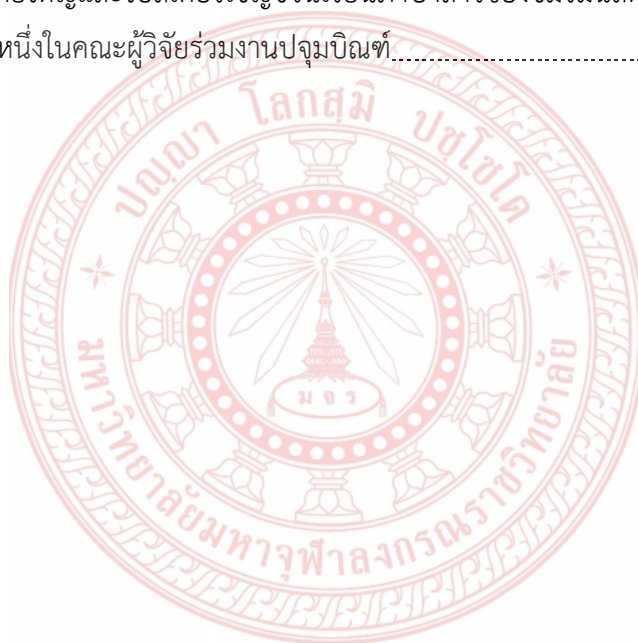 หนึ่งในคณะผู้วิจัยร่วมงานปจุมบิณฑ์
ปญฺญา โลกสฺมิ ปชฺโชโต
ม จ ร
มหาวิทยาลัยมหาจุฬาลงกรณราชวิทยาลัย